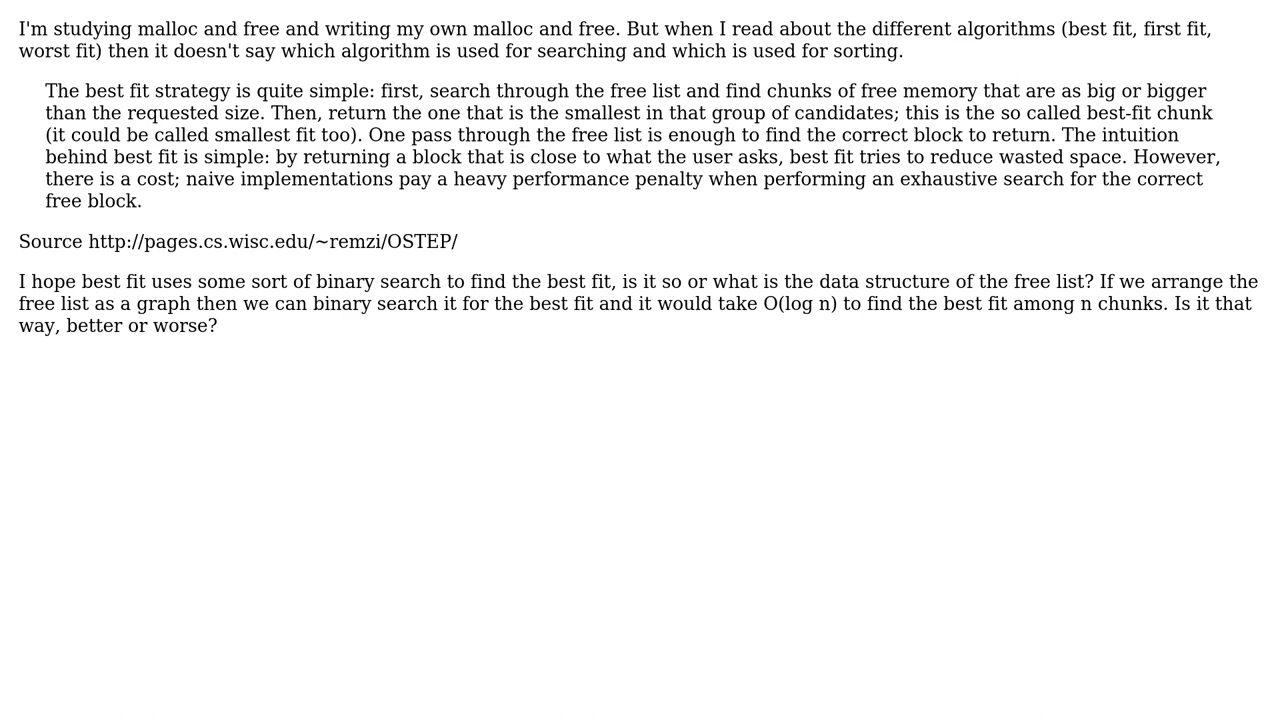 I'm studying malloc and free and writing my own malloc and free. But when I read about the different algorithms (best fit, first fit,
worst fit) then it doesn't say which algorithm is used for searching and which is used for sorting.
The best fit strategy is quite simple: first, search through the free list and find chunks of free memory that are as big or bigger
than the requested size. Then, return the one that is the smallest in that group of candidates; this is the so called best-fit chunk
(it could be called smallest fit too). One pass through the free list is enough to find the correct block to return. The intuition
behind best fit is simple: by returning a block that is close to what the user asks, best fit tries to reduce wasted space. However,
there is a cost; naive implementations pay a heavy performance penalty when performing an exhaustive search for the correct
free block.
Source http://pages.cs.wisc.edu/~remzi/OSTEP/
I hope best fit uses some sort of binary search to find the best fit, is it so or what is the data structure of the free list? If we arrange the
free list as a graph then we can binary search it for the best fit and it would take O(log n) to find the best fit among n chunks. Is it that
way, better or worse?